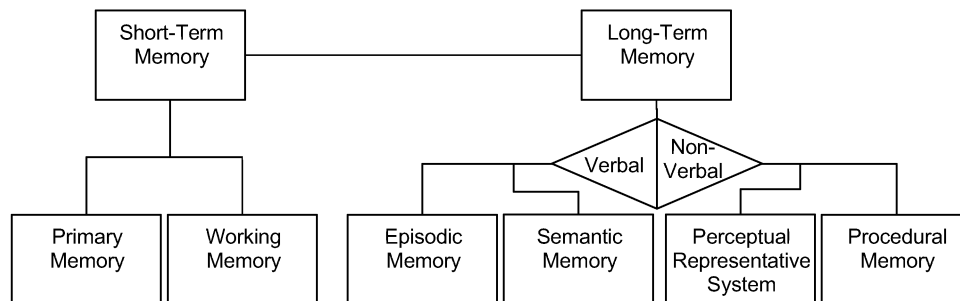 Short-Term
Memory
Long-Term
Memory
Verbal
Non-
Verbal
Primary
Memory
Working
Memory
Episodic
Memory
Semantic
Memory
Perceptual
Representative
System
Procedural
Memory